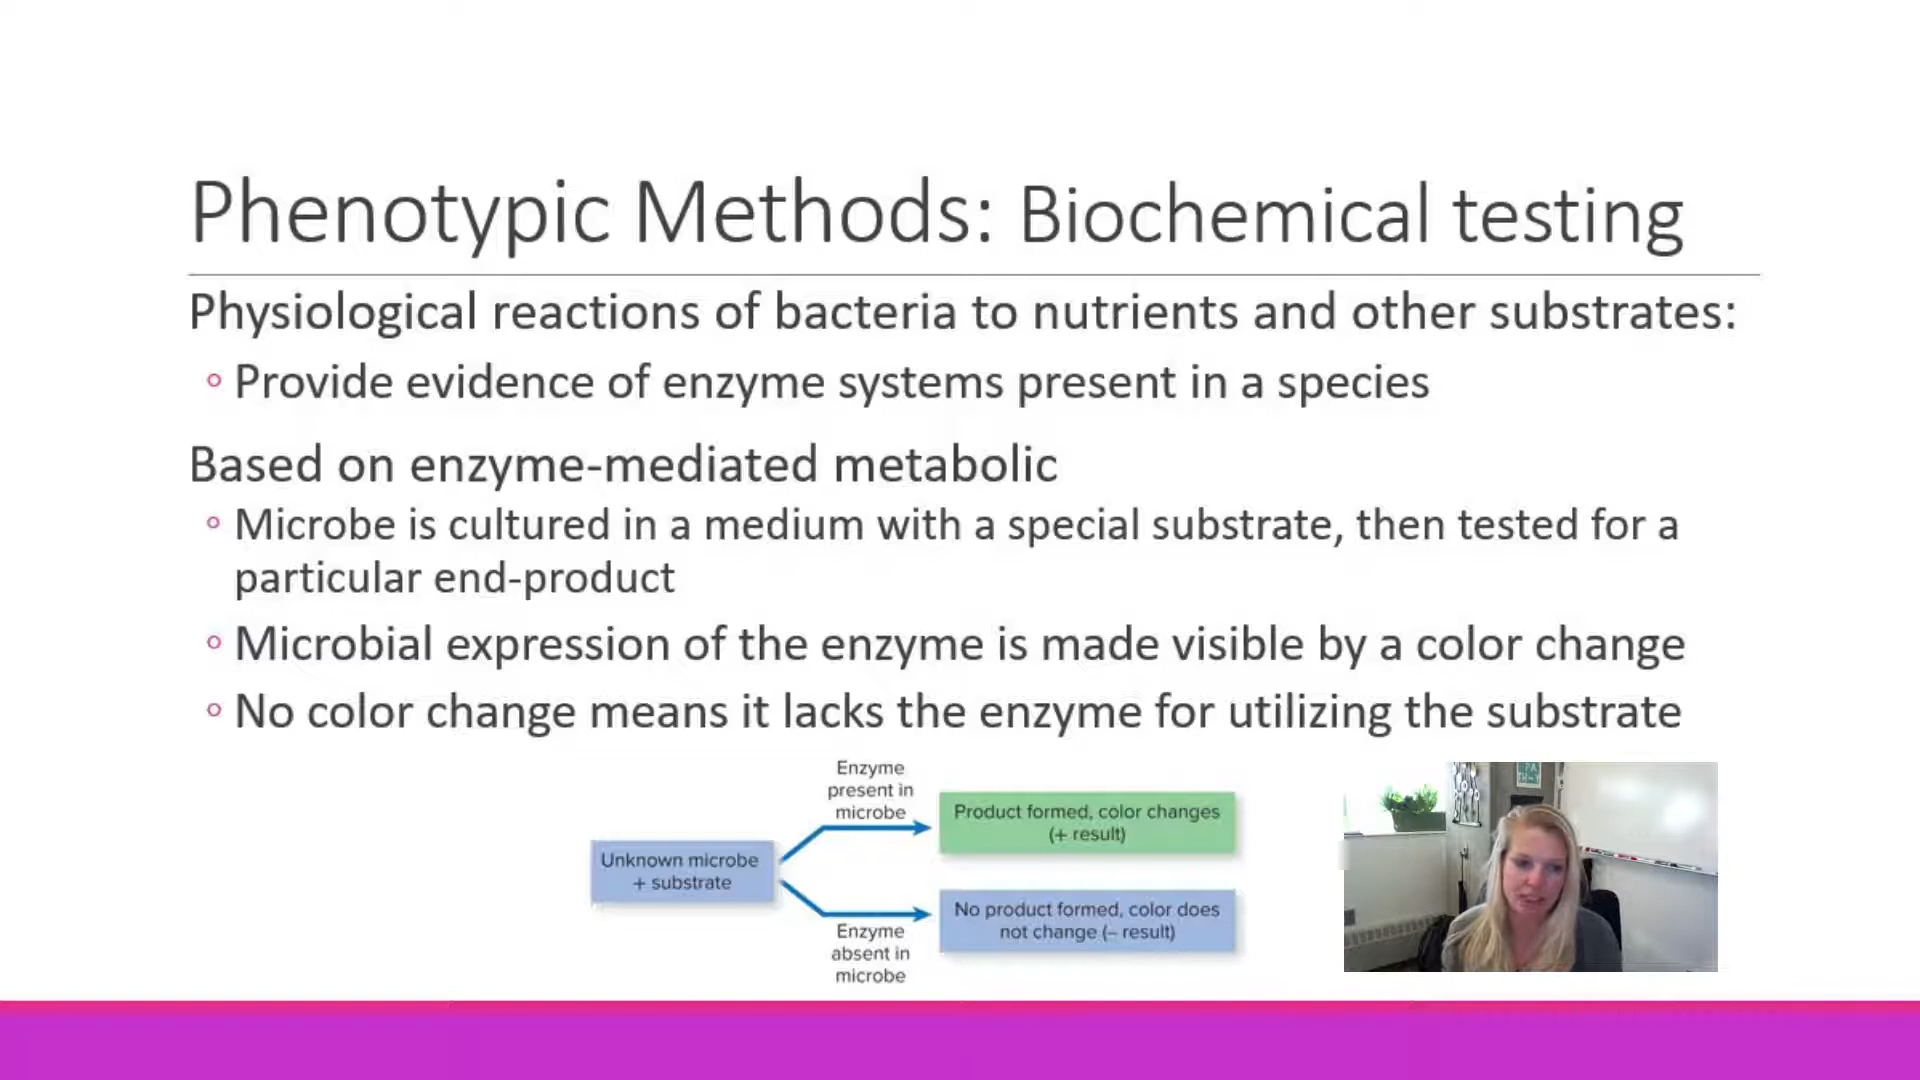 Phenotypic Methods: Biochemical testing
Physiological reactions of bacteria to nutrients and other substrates:
Provide evidence of enzyme systems present in a species
Based on enzyme-mediated metabolic
Microbe is cultured in a medium with a special substrate, then tested for a
particular end-product
Microbial expression of the enzyme is made visible by a color change
No color change means it lacks the enzyme for utilizing the substrate
Enzyme
present in
microbe
Product formed, color changes
(+ result)
Unknown microbe
+ substrate
No product formed, color does
not change (– result)
Enzyme
absent in
microbe